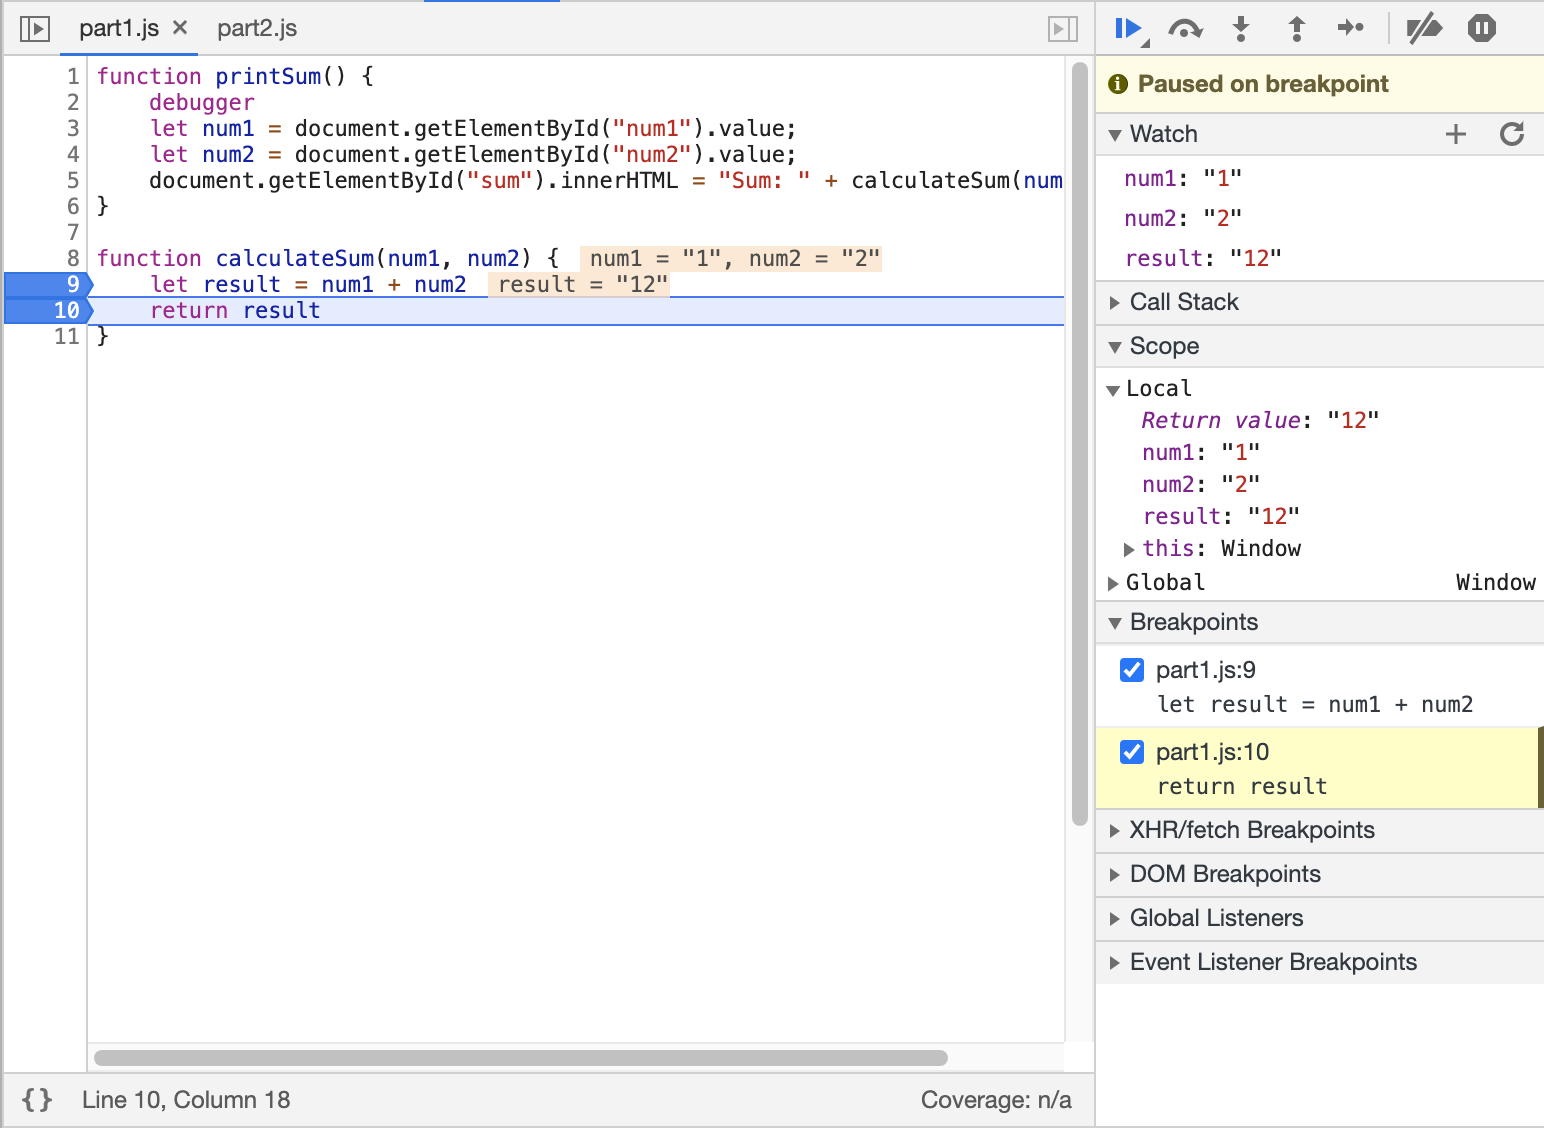 part1.js × part2.js
1 function printSum() {
2 debugger
3 let num1 = document.getElementById("num1").value;
4 let num2 = document.getElementById("num2").value;
5 document.getElementById("sum").innerHTML = "Sum: " + calculateSum(num
6 }
7
8 function calculateSum(num1, num2) { num1 = "1", num2 = "2"
9 let result = num1 + num2 result = "12"
10 return result
11 }
{} Line 10, Column 18 Coverage: n/a
Paused on breakpoint
Watch
num1: "1"
num2: "2"
result: "12"
Call Stack
Scope
Local
Return value: "12"
num1: "1"
num2: "2"
result: "12"
this: Window
Global Window
Breakpoints
part1.js:9
let result = num1 + num2
part1.js:10
return result
XHR/fetch Breakpoints
DOM Breakpoints
Global Listeners
Event Listener Breakpoints